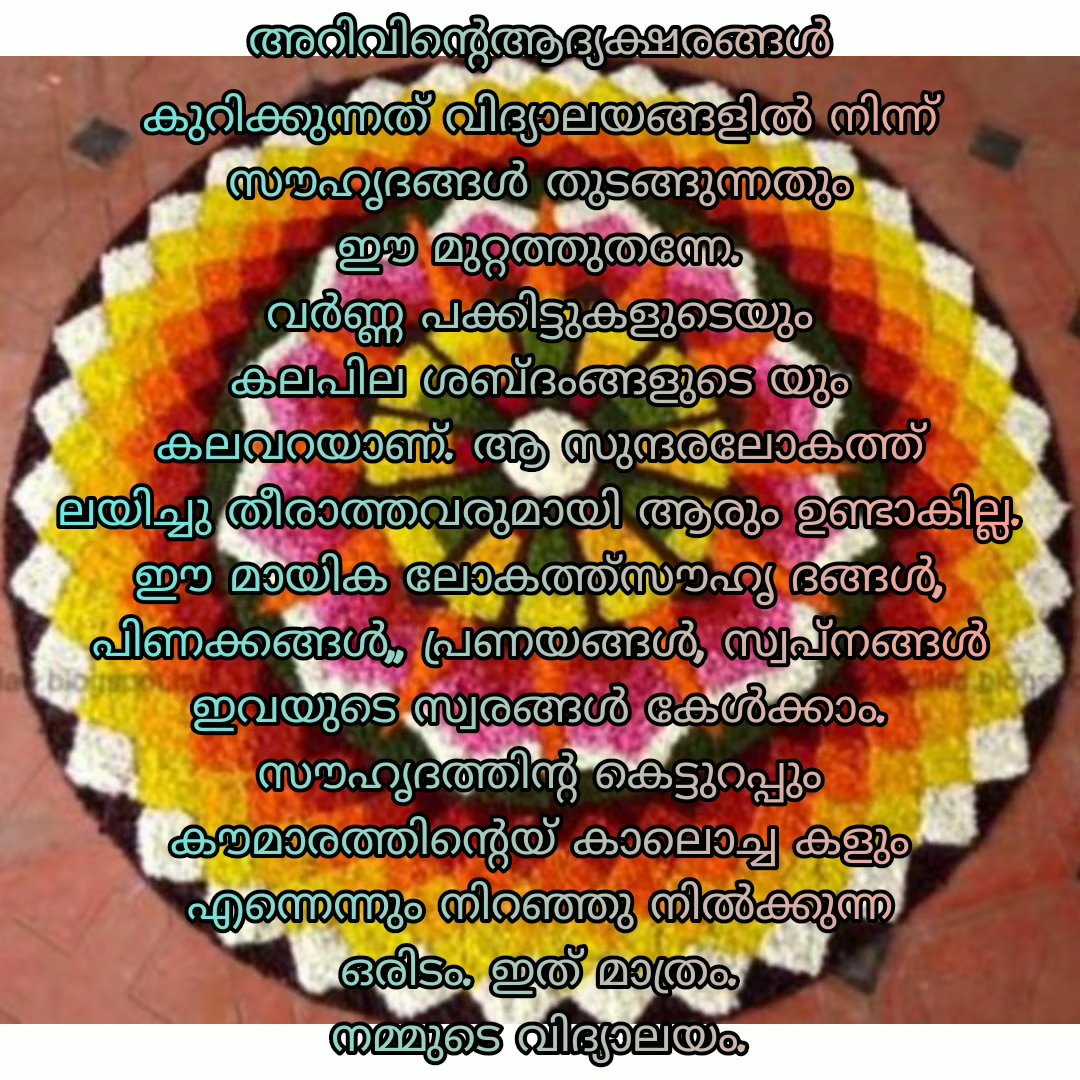 അറിവിന്റെആദ്യക്ഷരങ്ങൾ
കുറിക്കുന്നത് വിദ്യാലയങ്ങളിൽ നിന്ന്
സൗഹൃദങ്ങൾ തുടങ്ങുന്നതും
ഈ മുറ്റത്തുതന്നേ.
വർണ്ണ പക്കിട്ടുകളുടെയും
കലപില ശബ്ദംങ്ങളുടെ യും
കലവറയാണ്. ആ സുന്ദരലോകത്ത്
ലയിച്ചു തീരാത്തവരുമായി ആരും ഉണ്ടാകില്ല.
ഈ മായിക ലോകത്ത്സൗഹൃ ദങ്ങൾ,
പിണക്കങ്ങൾ,, പ്രണയങ്ങൾ, സ്വപ്നങ്ങൾ
ഇവയുടെ സ്വരങ്ങൾ കേൾക്കാം.
സൗഹൃദത്തിന്റ കെട്ടുറപ്പും
കൗമാരത്തിന്റെയ് കാലൊച്ച കളും
എന്നെന്നും നിറഞ്ഞു നിൽക്കുന്ന
ഒരിടം. ഇത് മാത്രം.
നമ്മുടെ വിദ്യാലയം.